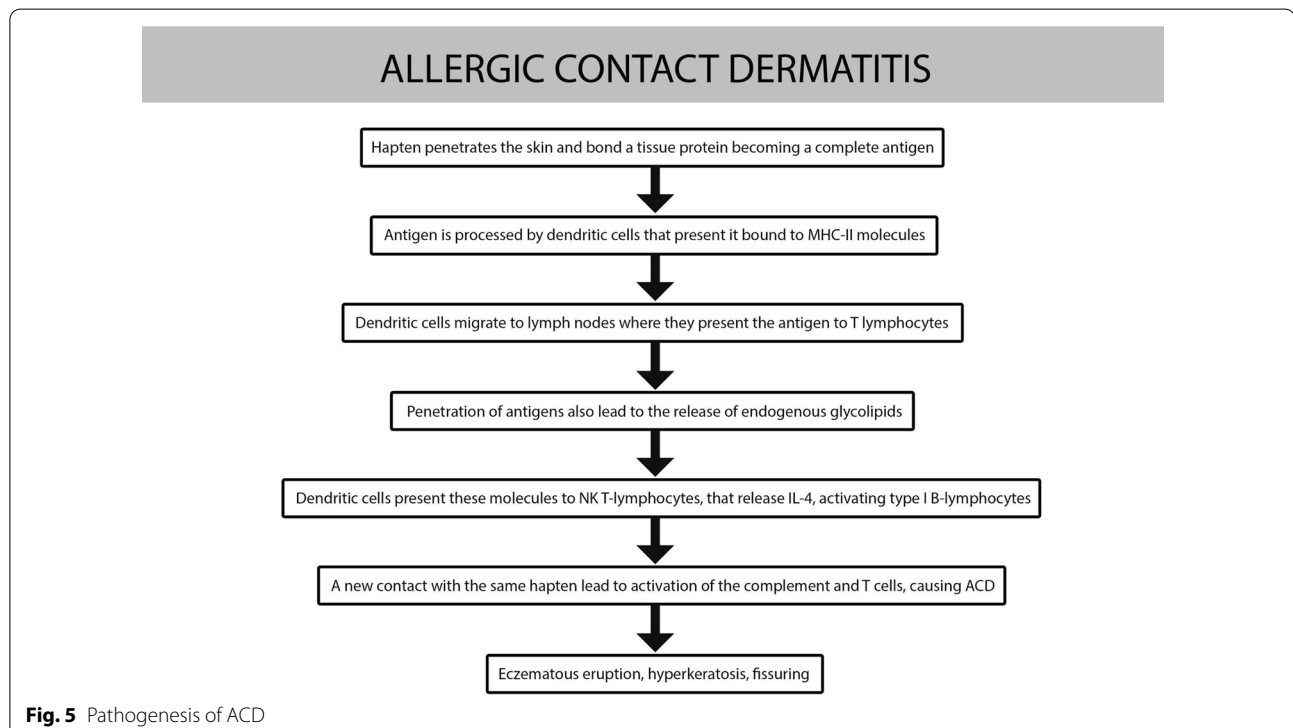 ALLERGIC CONTACT DERMATITIS
Hapten penetrates the skin and bond a tissue protein becoming a complete antigen
Antigen is processed by dendritic cells that present it bound to MHC-II molecules
Dendritic cells migrate to lymph nodes where they present the antigen to T lymphocytes
Penetration of antigens also lead to the release of endogenous glycolipids
Dendritic cells present these molecules to NK T-lymphocytes, that release IL-4, activating type I B-lymphocytes
A new contact with the same hapten lead to activation of the complement and T cells, causing ACD
Eczematous eruption, hyperkeratosis, fissuring
Fig. 5 Pathogenesis of ACD